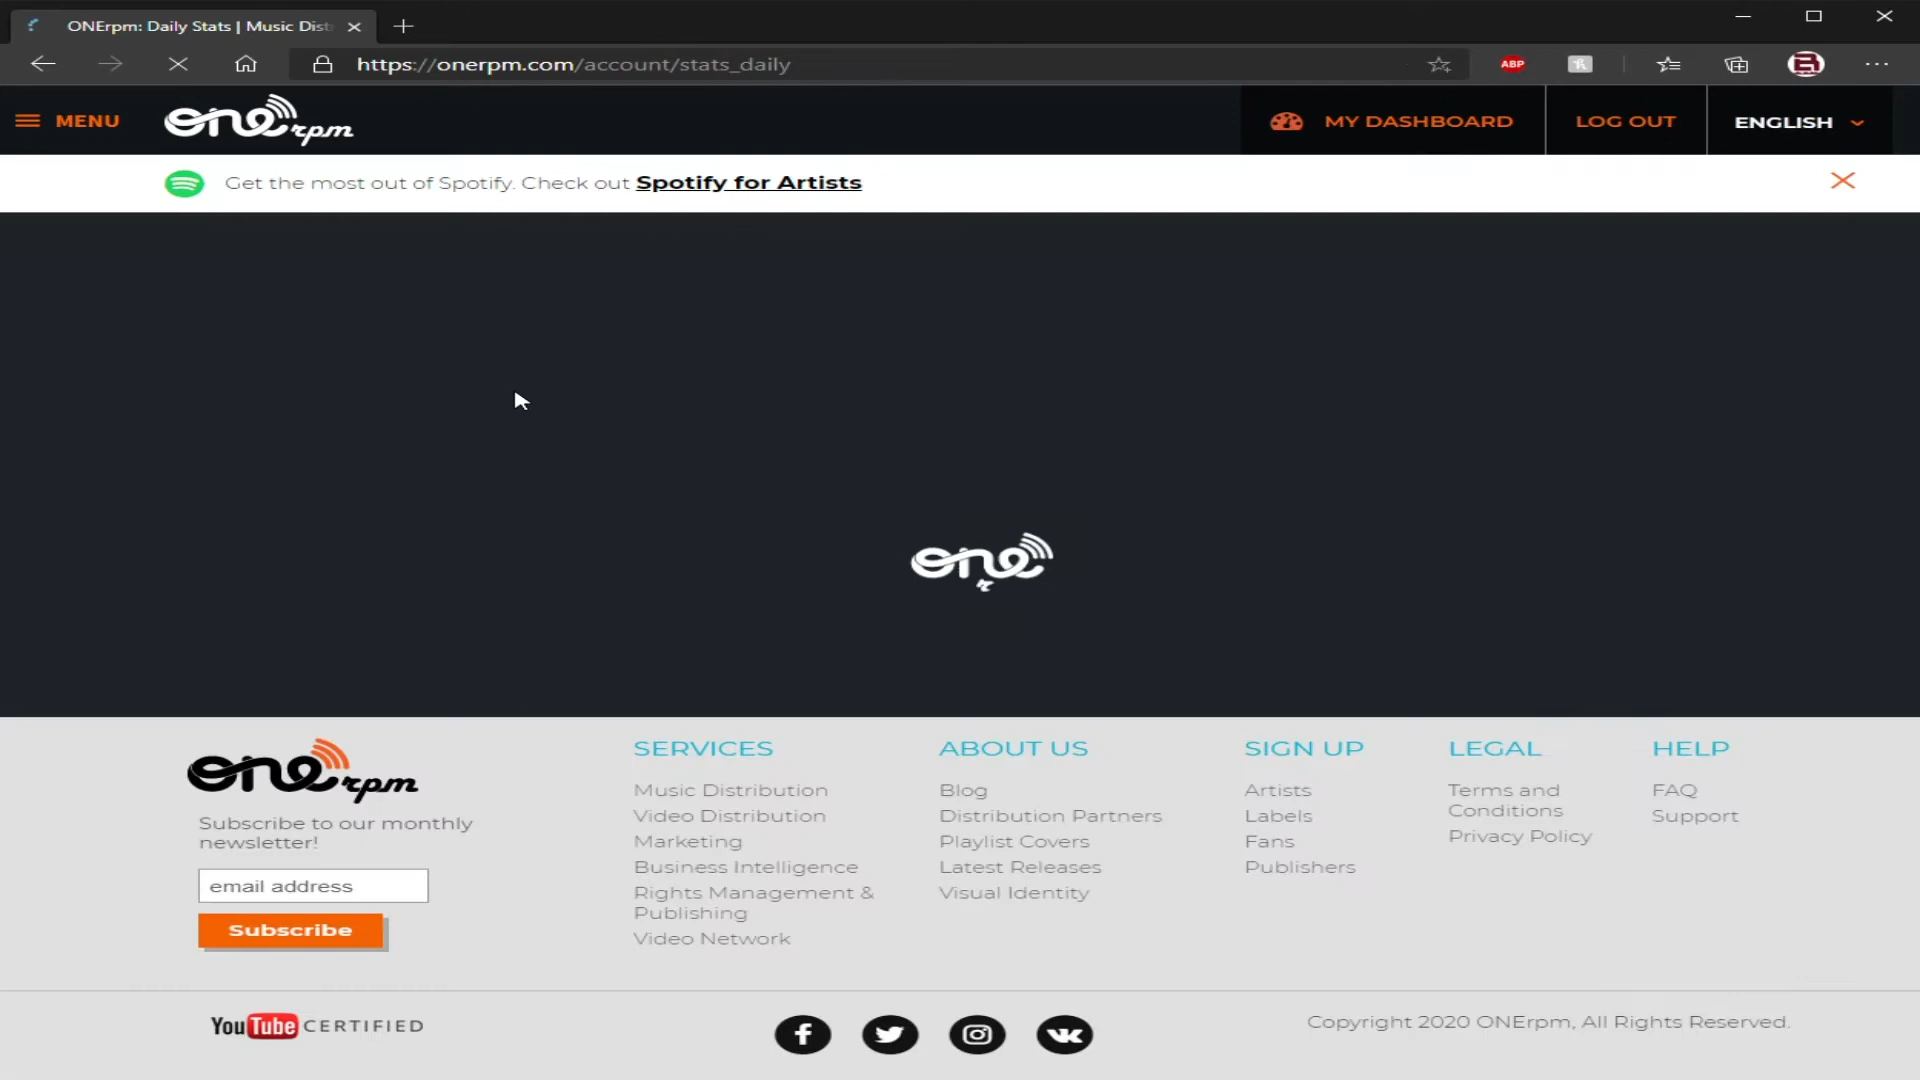 ONErpm: Daily Stats | Music Dist
https://onerpm.com/account/stats_daily
ABP
MENU
one rpm
MY DASHBOARD
LOG OUT
ENGLISH
Get the most out of Spotify. Check out Spotify for Artists
one r
one rpm
Subscribe to our monthly
newsletter!
email address
Subscribe
SERVICES
Music Distribution
Video Distribution
Marketing
Business Intelligence
Rights Management &
Publishing
Video Network
ABOUT US
Blog
Distribution Partners
Playlist Covers
Latest Releases
Visual Identity
SIGN UP
Artists
Labels
Fans
Publishers
LEGAL
Terms and
Conditions
Privacy Policy
HELP
FAQ
Support
YouTube CERTIFIED
Copyright 2020 ONErpm, All Rights Reserved.